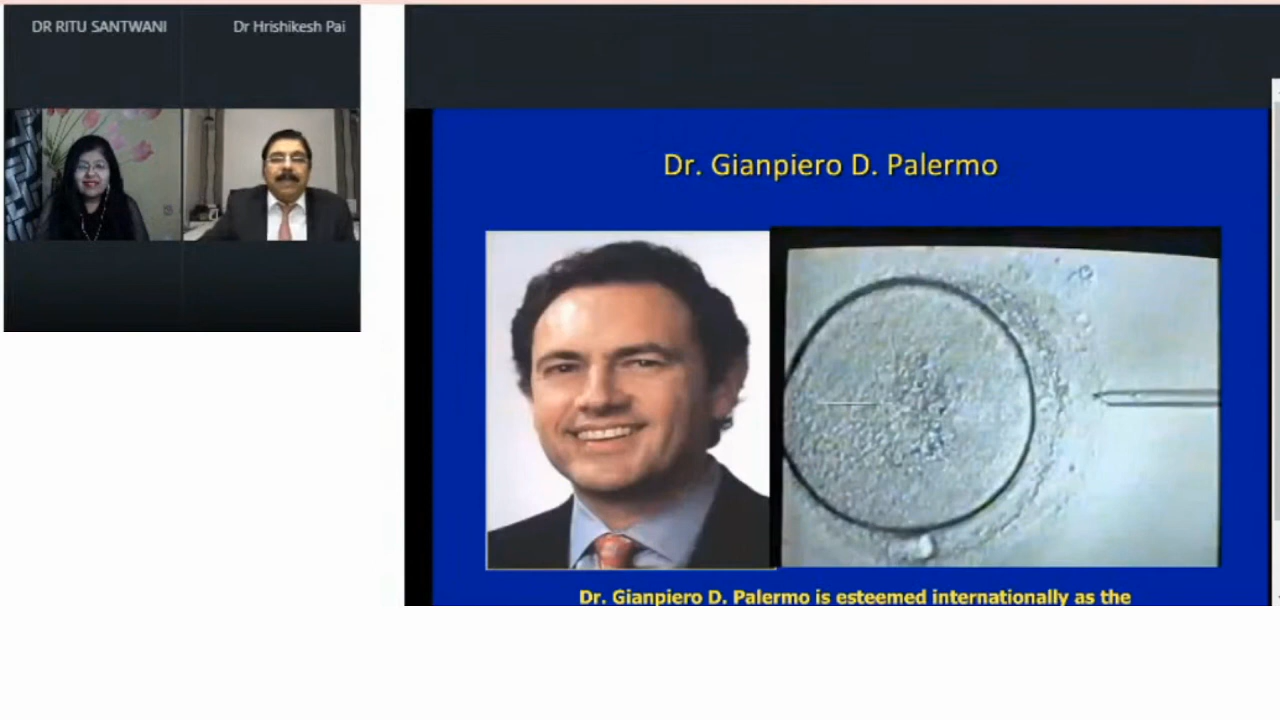 DR RITU SANTWANI
Dr Hrishikesh Pai
Dr. Gianpiero D. Palermo
Dr. Gianpiero D. Palermo is esteemed internationally as the